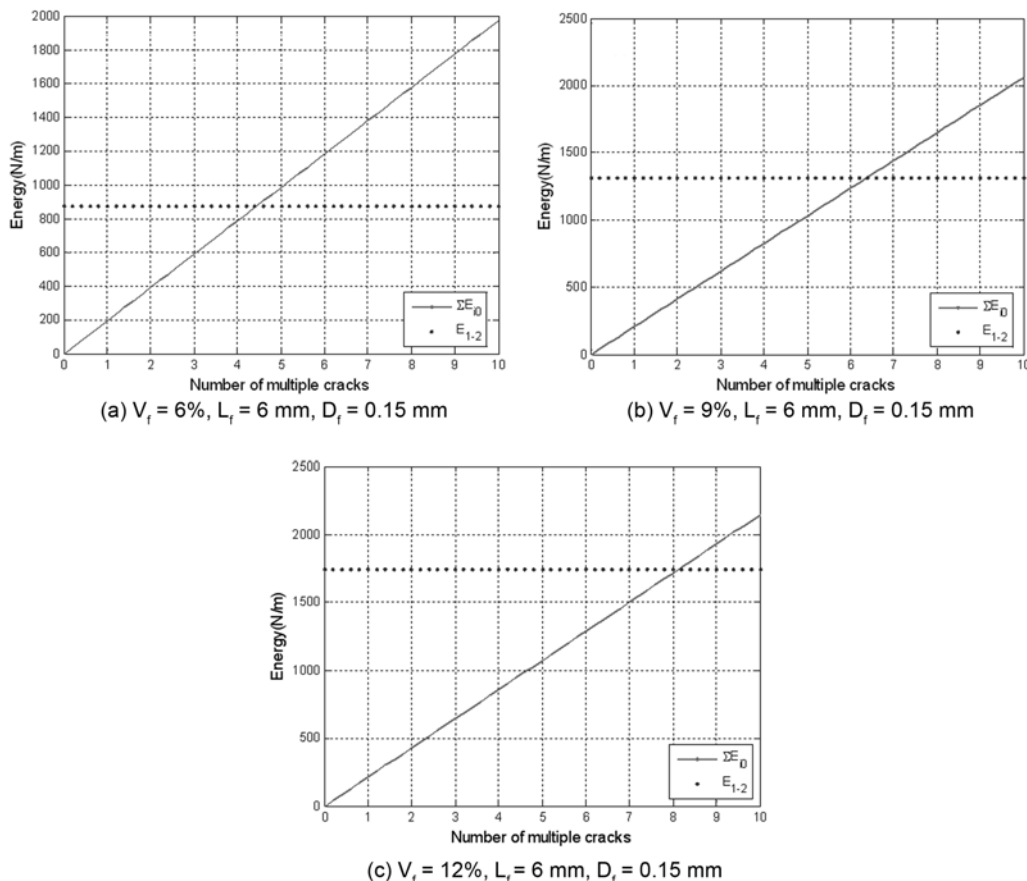 2000
1800
1600
1400
1200
1000
800
600
400
200
0
Energy(N/m)
0 1 2 3 4 5 6 7 8 9 10
Number of multiple cracks
ΣE_i0
E_1-2
(a) V_f = 6%, L_f = 6 mm, D_f = 0.15 mm
2500
2000
1500
1000
500
0
Energy(N/m)
0 1 2 3 4 5 6 7 8 9 10
Number of multiple cracks
ΣE_i0
E_1-2
(b) V_f = 9%, L_f = 6 mm, D_f = 0.15 mm
2500
2000
1500
1000
500
0
Energy(N/m)
0 1 2 3 4 5 6 7 8 9 10
Number of multiple cracks
ΣE_i0
E_1-2
(c) V_f = 12%, L_f = 6 mm, D_f = 0.15 mm